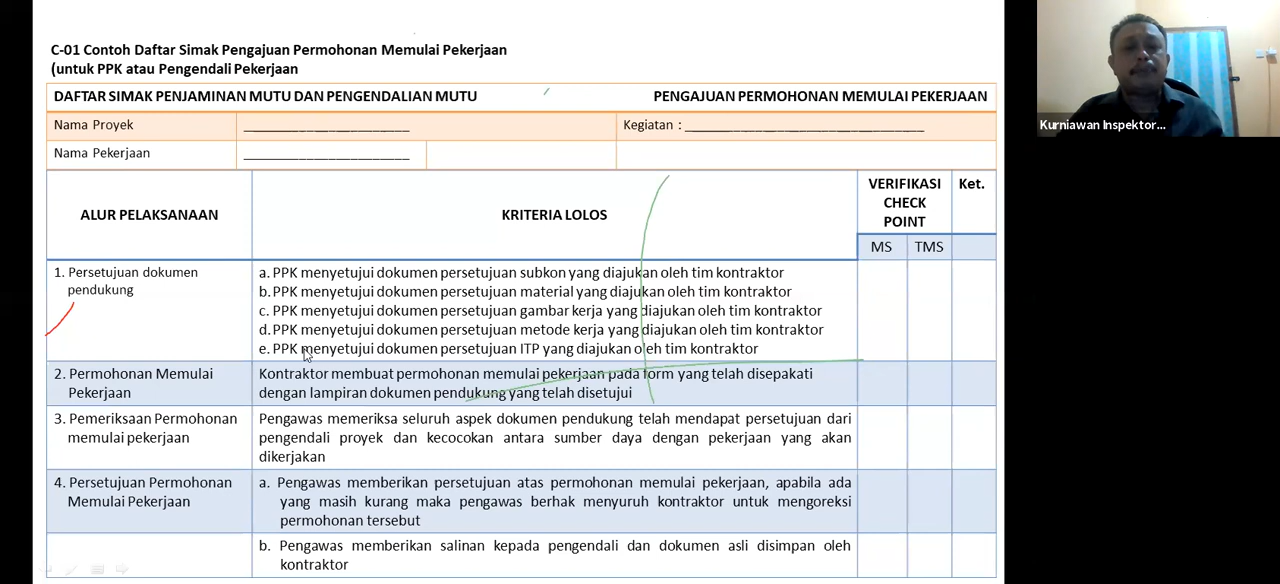 C-01 Contoh Daftar Simak Pengajuan Permohonan Memulai Pekerjaan
(untuk PPK atau Pengendali Pekerjaan
DAFTAR SIMAK PENJAMINAN MUTU DAN PENGENDALIAN MUTU
PENGAJUAN PERMOHONAN MEMULAI PEKERJAAN
Nama Proyek
Kegiatan :
Nama Pekerjaan
ALUR PELAKSANAAN
KRITERIA LOLOS
VERIFIKASI
CHECK
POINT
Ket.
MS
TMS
1. Persetujuan dokumen
pendukung
a. PPK menyetujui dokumen persetujuan subkon yang diajukan oleh tim kontraktor
b. PPK menyetujui dokumen persetujuan material yang diajukan oleh tim kontraktor
c. PPK menyetujui dokumen persetujuan gambar kerja yang diajukan oleh tim kontraktor
d. PPK menyetujui dokumen persetujuan metode kerja yang diajukan oleh tim kontraktor
e. PPK menyetujui dokumen persetujuan ITP yang diajukan oleh tim kontraktor
2. Permohonan Memulai
Pekerjaan
Kontraktor membuat permohonan memulai pekerjaan pada form yang telah disepakati
dengan lampiran dokumen pendukung yang telah disetujui
3. Pemeriksaan Permohonan
memulai pekerjaan
Pengawas memeriksa seluruh aspek dokumen pendukung telah mendapat persetujuan dari
pengendali proyek dan kecocokan antara sumber daya dengan pekerjaan yang akan
dikerjakan
4. Persetujuan Permohonan
Memulai Pekerjaan
a. Pengawas memberikan persetujuan atas permohonan memulai pekerjaan, apabila ada
yang masih kurang maka pengawas berhak menyuruh kontraktor untuk mengoreksi
permohonan tersebut
b. Pengawas memberikan salinan kepada pengendali dan dokumen asli disimpan oleh
kontraktor
Kurniawan Inspektor...